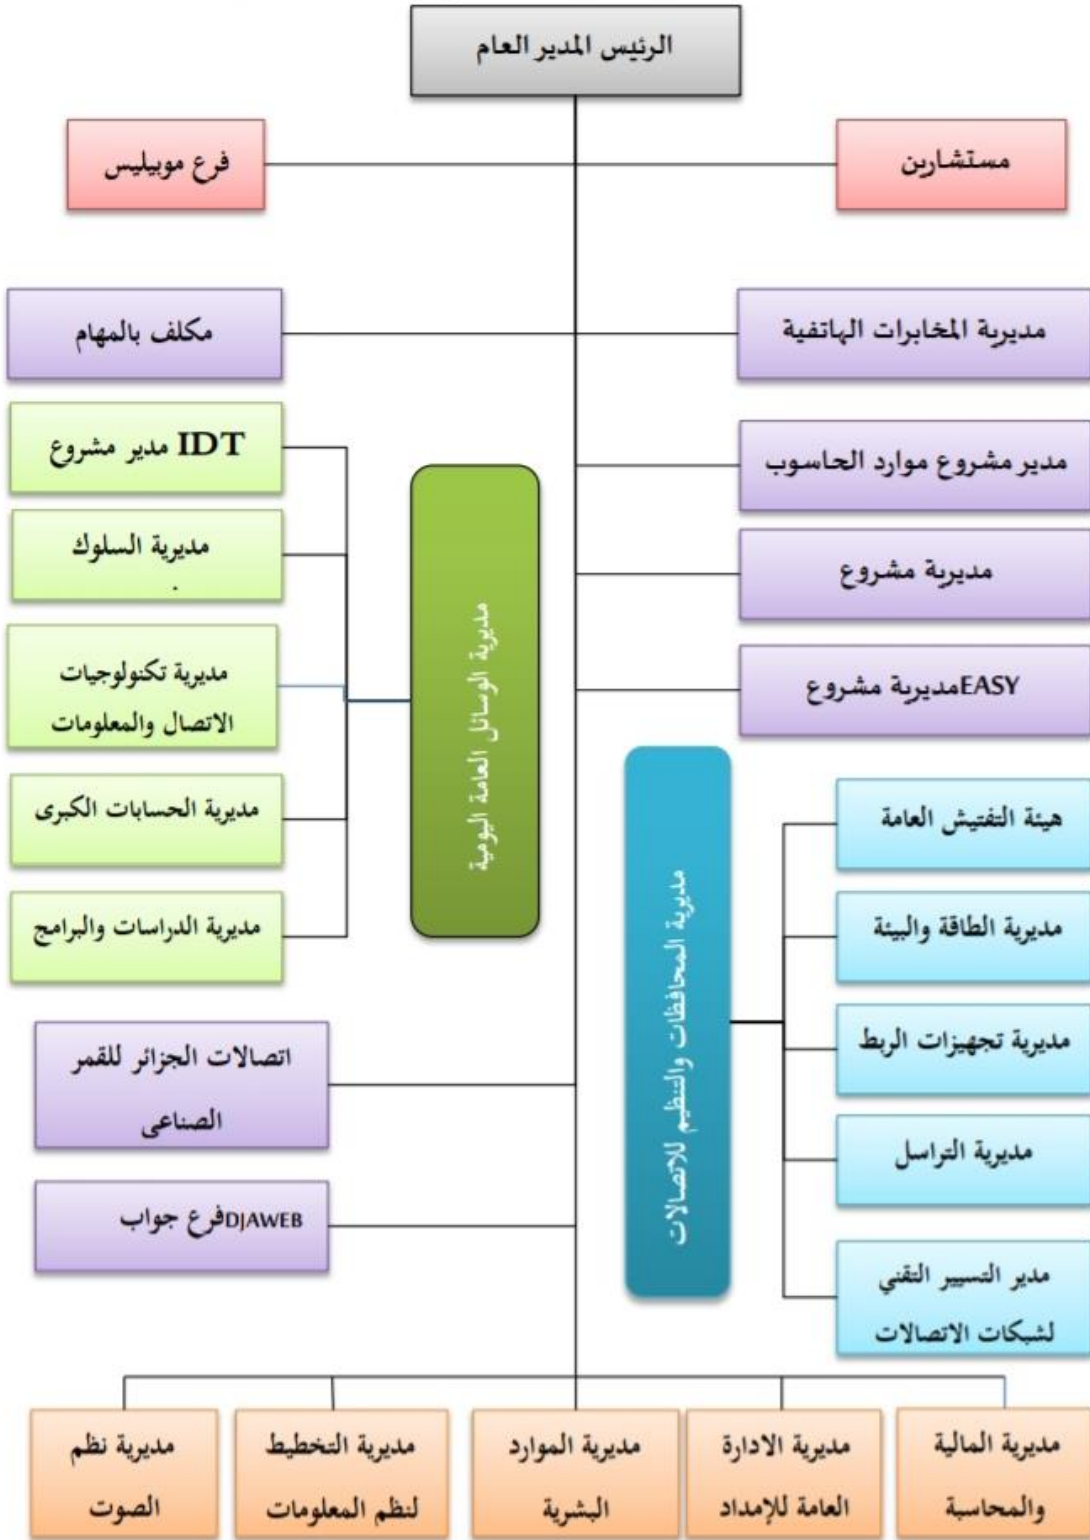 الرئيس المدير العام
مستشارين
فرع موبيليس
مديرية المخابرات الهاتفية
مكلف بالمهام
مدير مشروع موارد الحاسوب
مديرية مشروع
EASYمديرية مشروع
IDT مدير مشروع
مديرية السلوك
.
مديرية تكنولوجيات
الاتصال والمعلومات
مديرية الحسابات الكبرى
مديرية الدراسات والبرامج
مديرية الوسائل العامة اليومية
مديرية المحافظات والتنظيم للاتصالات
هيئة التفتيش العامة
مديرية الطاقة والبيئة
مديرية تجهيزات الربط
مديرية التراسل
مدير التسيير التقني
لشبكات الاتصالات
اتصالات الجزائر للقمر
الصناعى
DJAWEBفرع جواب
مديرية المالية
والمحاسبة
مديرية الادارة
العامة للإمداد
مديرية الموارد
البشرية
مديرية التخطيط
لنظم المعلومات
مديرية نظم
الصوت